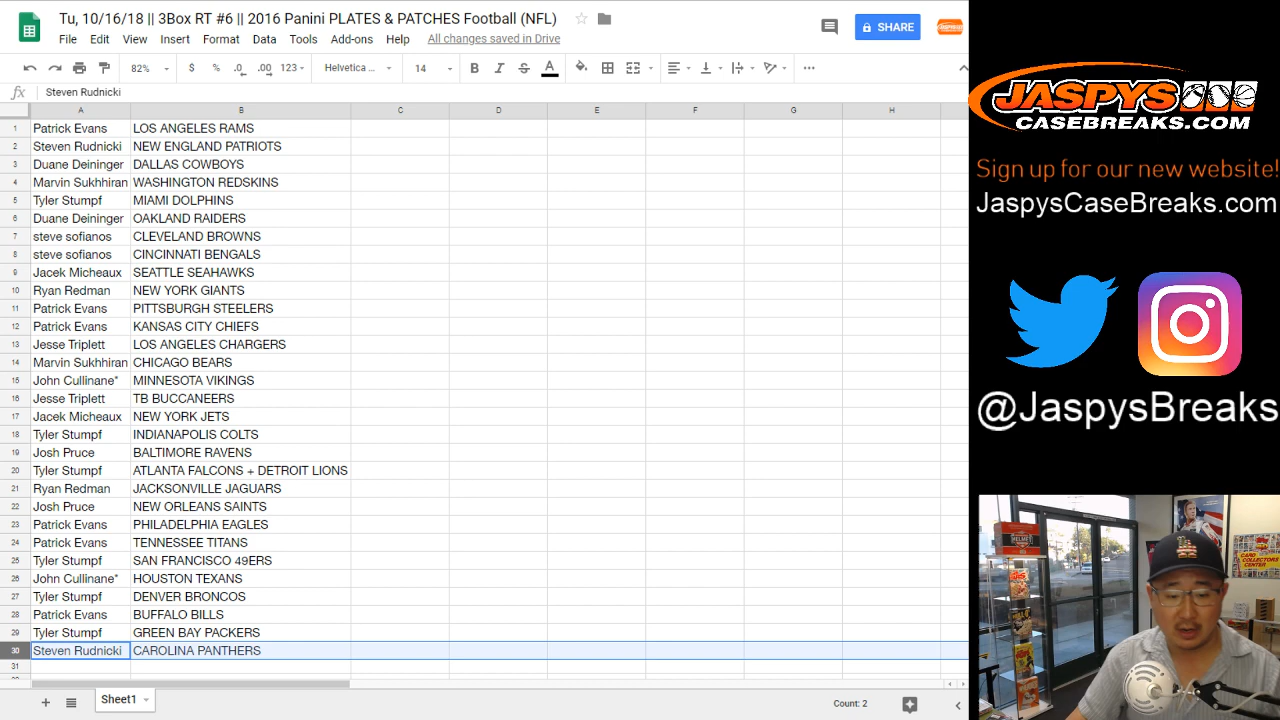 Tu, 10/16/18 || 3Box RT #6 || 2016 Panini PLATES & PATCHES Football (NFL)
File Edit View Insert Format Tools Add-ons Help All changes saved in Drive
SHARE
82% $ % .0 .00 123 Helvetica ... 14 B I S A
fx Steven Rudnicki
A B C D E F G H
1 Patrick Evans LOS ANGELES RAMS
2 Steven Rudnicki NEW ENGLAND PATRIOTS
3 Duane Deininger DALLAS COWBOYS
4 Marvin Sukhhiran WASHINGTON REDSKINS
5 Tyler Stumpf MIAMI DOLPHINS
6 Duane Deininger OAKLAND RAIDERS
7 steve sofianos CLEVELAND BROWNS
8 steve sofianos CINCINNATI BENGALS
9 Jacek Micheaux SEATTLE SEAHAWKS
10 Ryan Redman NEW YORK GIANTS
11 Patrick Evans PITTSBURGH STEELERS
12 Patrick Evans KANSAS CITY CHIEFS
13 Jesse Triplett LOS ANGELES CHARGERS
14 Marvin Sukhhiran CHICAGO BEARS
15 John Cullinane* MINNESOTA VIKINGS
16 Jesse Triplett TB BUCCANEERS
17 Jacek Micheaux NEW YORK JETS
18 Tyler Stumpf INDIANAPOLIS COLTS
19 Josh Pruce BALTIMORE RAVENS
20 Tyler Stumpf ATLANTA FALCONS + DETROIT LIONS
21 Ryan Redman JACKSONVILLE JAGUARS
22 Josh Pruce NEW ORLEANS SAINTS
23 Patrick Evans PHILADELPHIA EAGLES
24 Patrick Evans TENNESSEE TITANS
25 Tyler Stumpf SAN FRANCISCO 49ERS
26 John Cullinane* HOUSTON TEXANS
27 Tyler Stumpf DENVER BRONCOS
28 Patrick Evans BUFFALO BILLS
29 Tyler Stumpf GREEN BAY PACKERS
30 Steven Rudnicki CAROLINA PANTHERS
31
Sheet1
Count: 2
JASPYS
CASEBREAKS.COM
Sign up for our new website!
JaspysCaseBreaks.com
@JaspysBreaks
HELMET
CARD
COLLECTORS
CENTER
LA